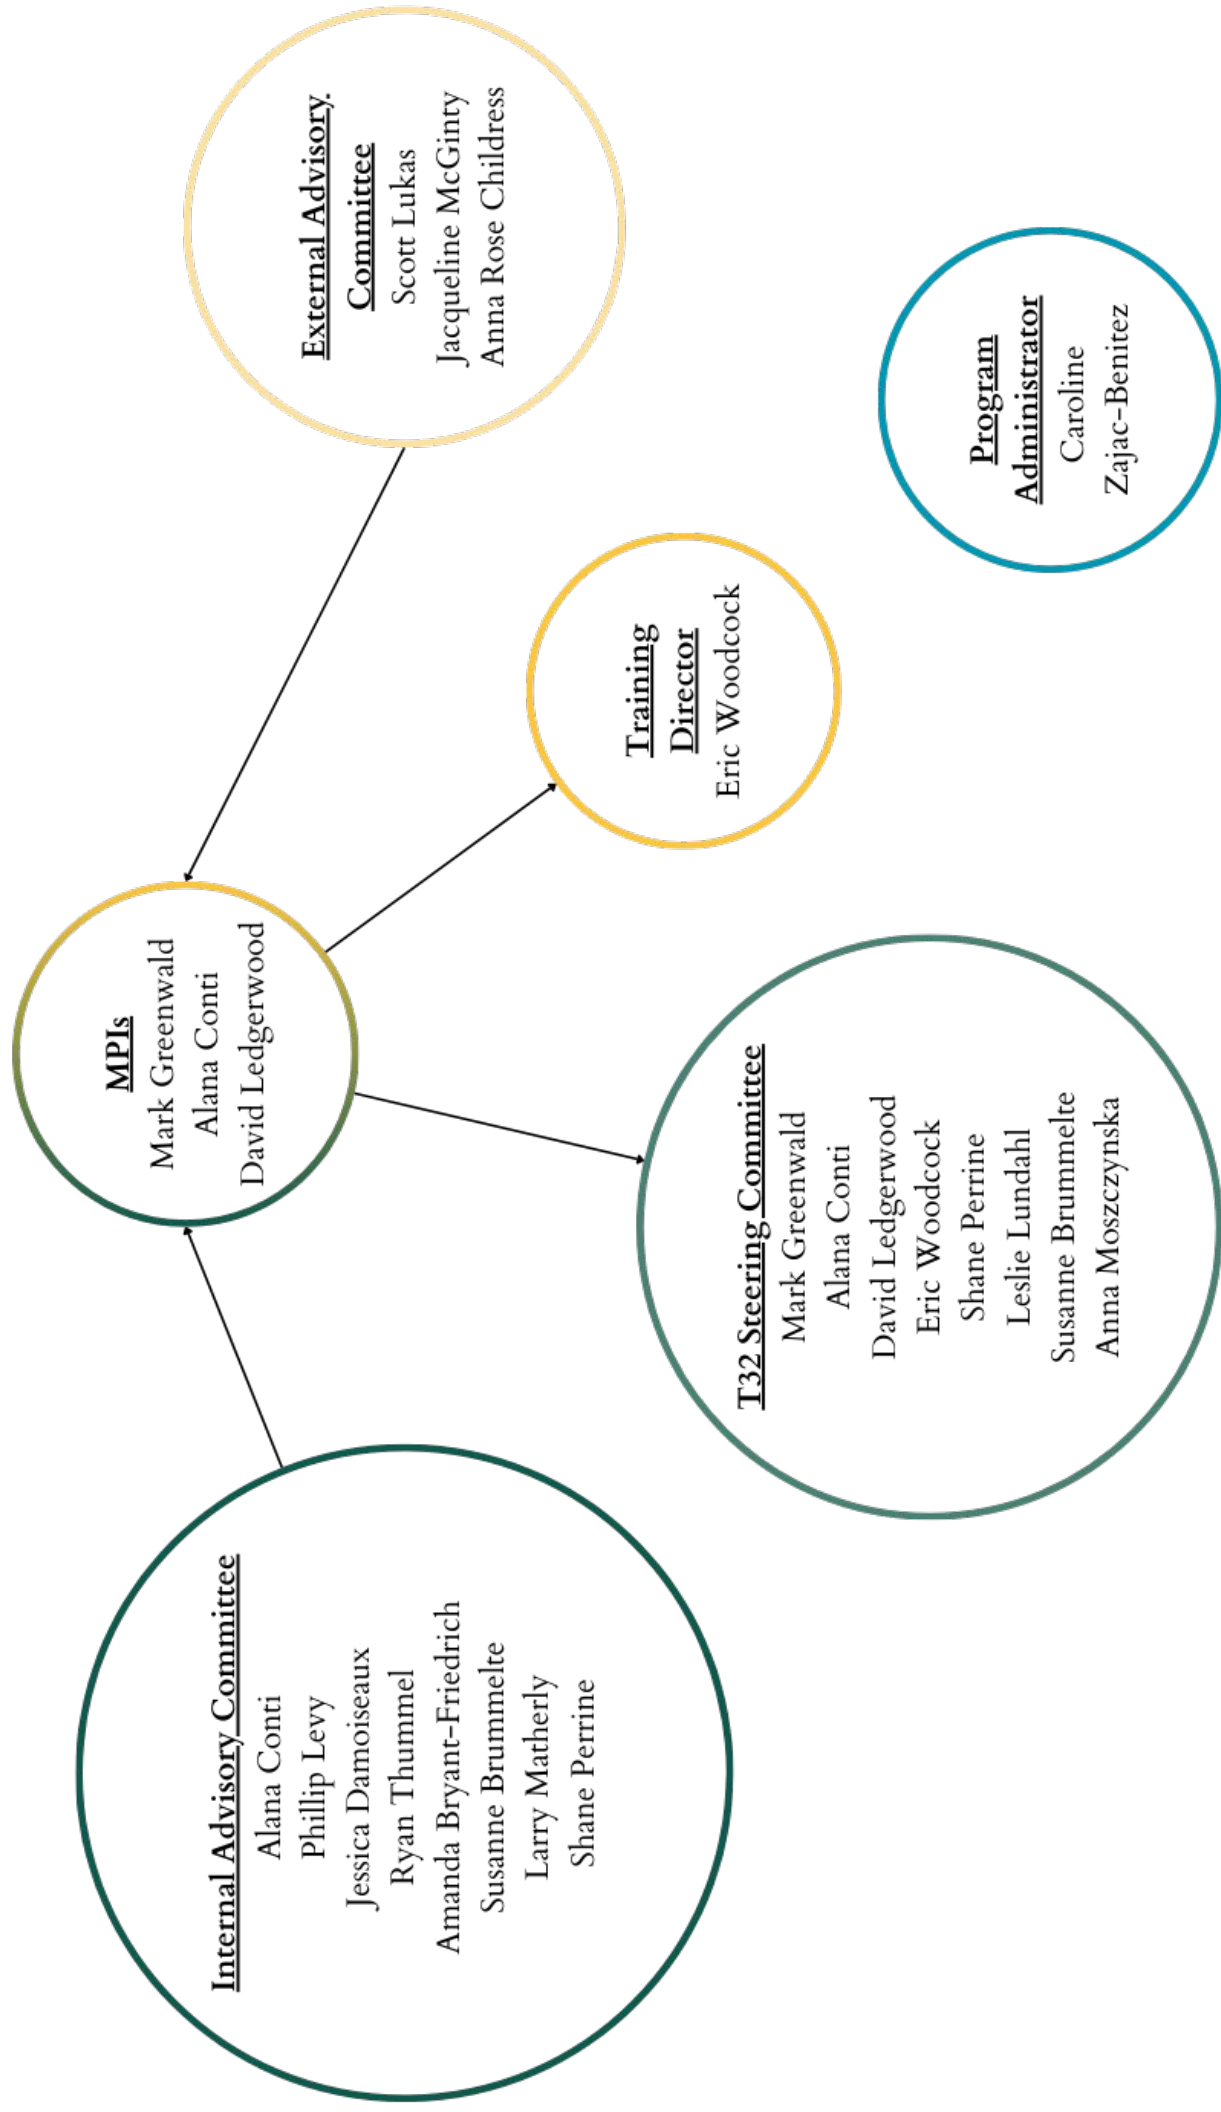 MPIs
Mark Greenwald
Alana Conti
David Ledgerwood
Internal Advisory Committee
Alana Conti
Phillip Levy
Jessica Damoiseaux
Ryan Thummel
Amanda Bryant-Friedrich
Susanne Brummelte
Larry Matherly
Shane Perrine
External Advisory
Committee
Scott Lukas
Jacqueline McGinty
Anna Rose Childress
T32 Steering Committee
Mark Greenwald
Alana Conti
David Ledgerwood
Eric Woodcock
Shane Perrine
Leslie Lundahl
Susanne Brummelte
Anna Moszczynska
Training
Director
Eric Woodcock
Program
Administrator
Caroline
Zajac-Benitez